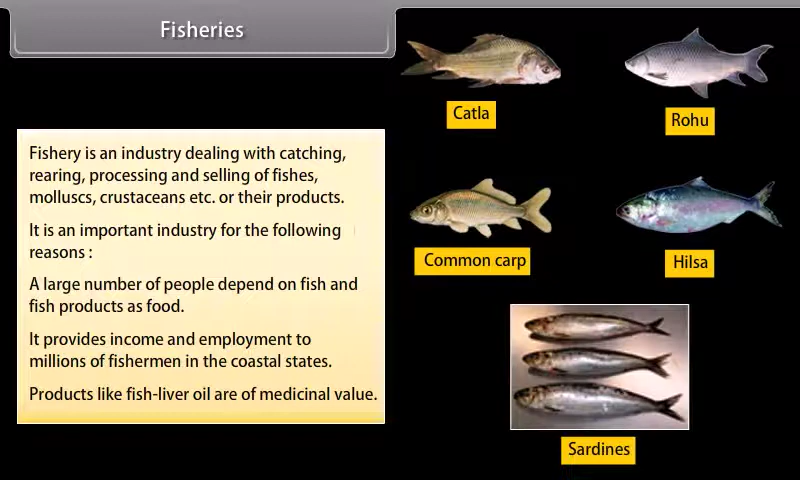 Fisheries
Fishery is an industry dealing with catching,
rearing, processing and selling of fishes,
molluscs, crustaceans etc. or their products.
It is an important industry for the following
reasons :
A large number of people depend on fish and
fish products as food.
It provides income and employment to
millions of fishermen in the coastal states.
Products like fish-liver oil are of medicinal value.
Catla
Rohu
Common carp
Hilsa
Sardines